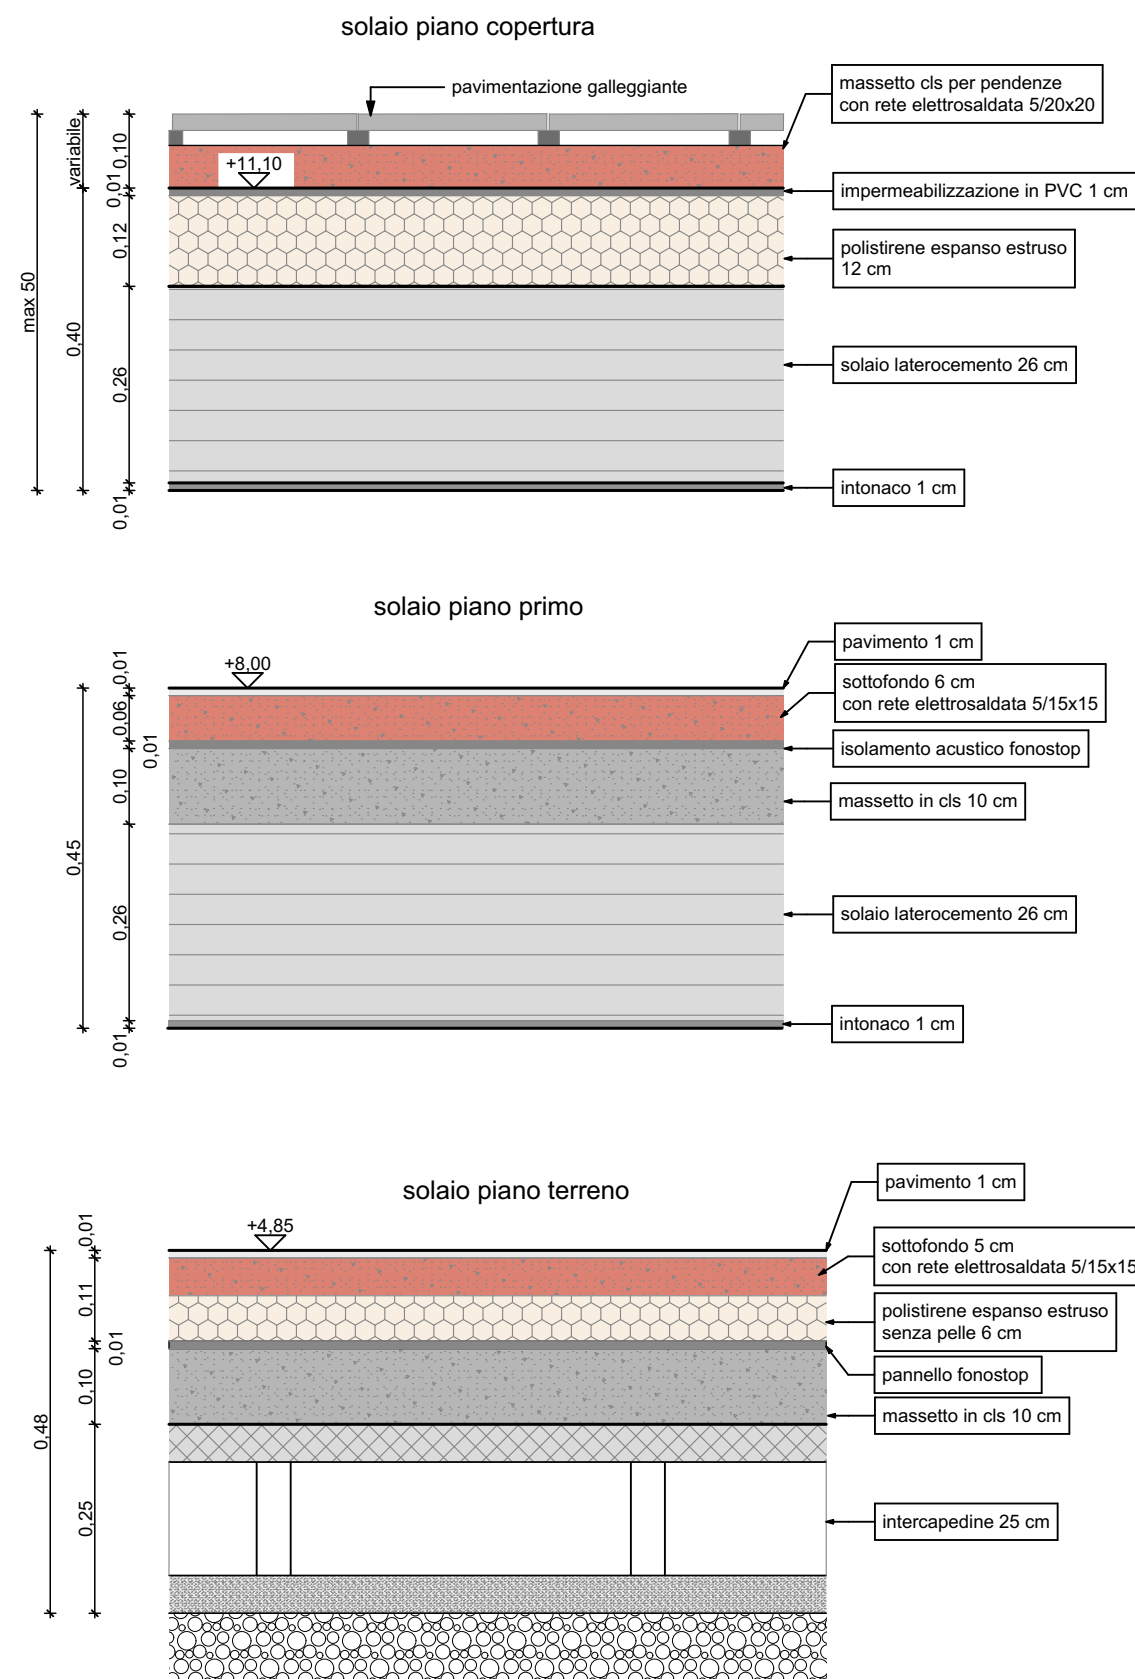 solaio piano copertura
pavimentazione galleggiante
massetto cls per pendenze
con rete elettrosaldata 5/20x20
variabile
0,10
+11,10
0,01
impermeabilizzazione in PVC 1 cm
0,12
polistirene espanso estruso
12 cm
max 50
0,40
0,26
solaio laterocemento 26 cm
0,01
intonaco 1 cm
solaio piano primo
+8,00
0,01
pavimento 1 cm
0,06
sottofondo 6 cm
con rete elettrosaldata 5/15x15
0,01
isolamento acustico fonostop
0,10
massetto in cls 10 cm
0,45
0,26
solaio laterocemento 26 cm
0,01
intonaco 1 cm
solaio piano terreno
+4,85
0,01
pavimento 1 cm
0,11
sottofondo 5 cm
con rete elettrosaldata 5/15x15
polistirene espanso estruso
senza pelle 6 cm
0,01
pannello fonostop
0,10
massetto in cls 10 cm
0,48
0,25
intercapedine 25 cm